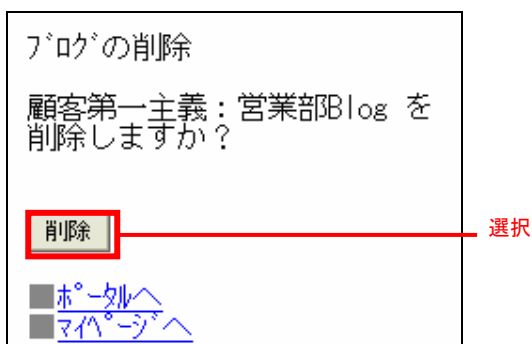 ﾌﾞﾛｸﾞの削除
顧客第一主義：営業部Blog を
削除しますか？
削除
選択
■ﾎﾟｰﾀﾙへ
■ﾏｲﾍﾟｰｼﾞへ